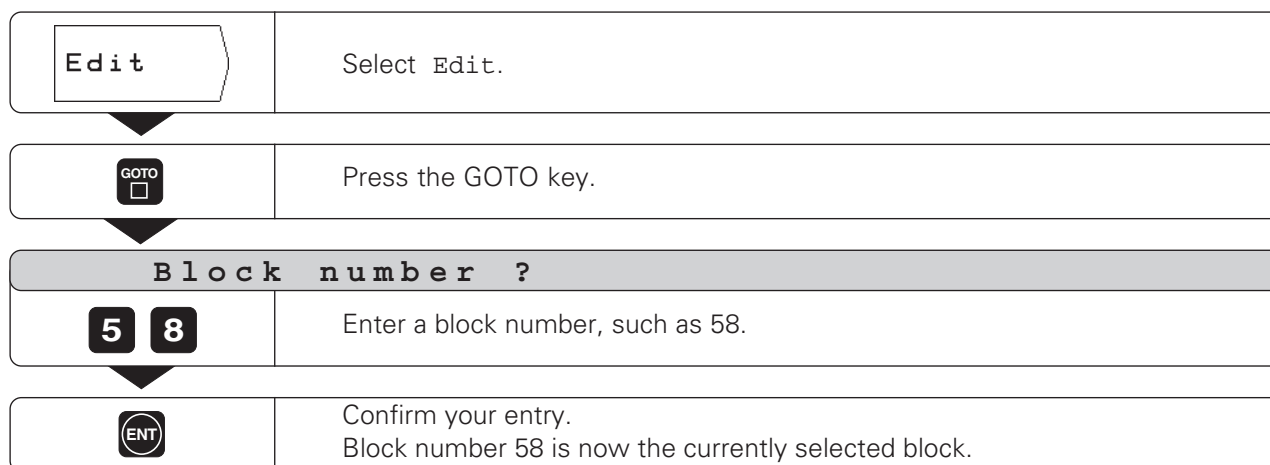 Edit
Select Edit.
GOTO
Press the GOTO key.
Block number ?
5 8
Enter a block number, such as 58.
ENT
Confirm your entry.
Block number 58 is now the currently selected block.